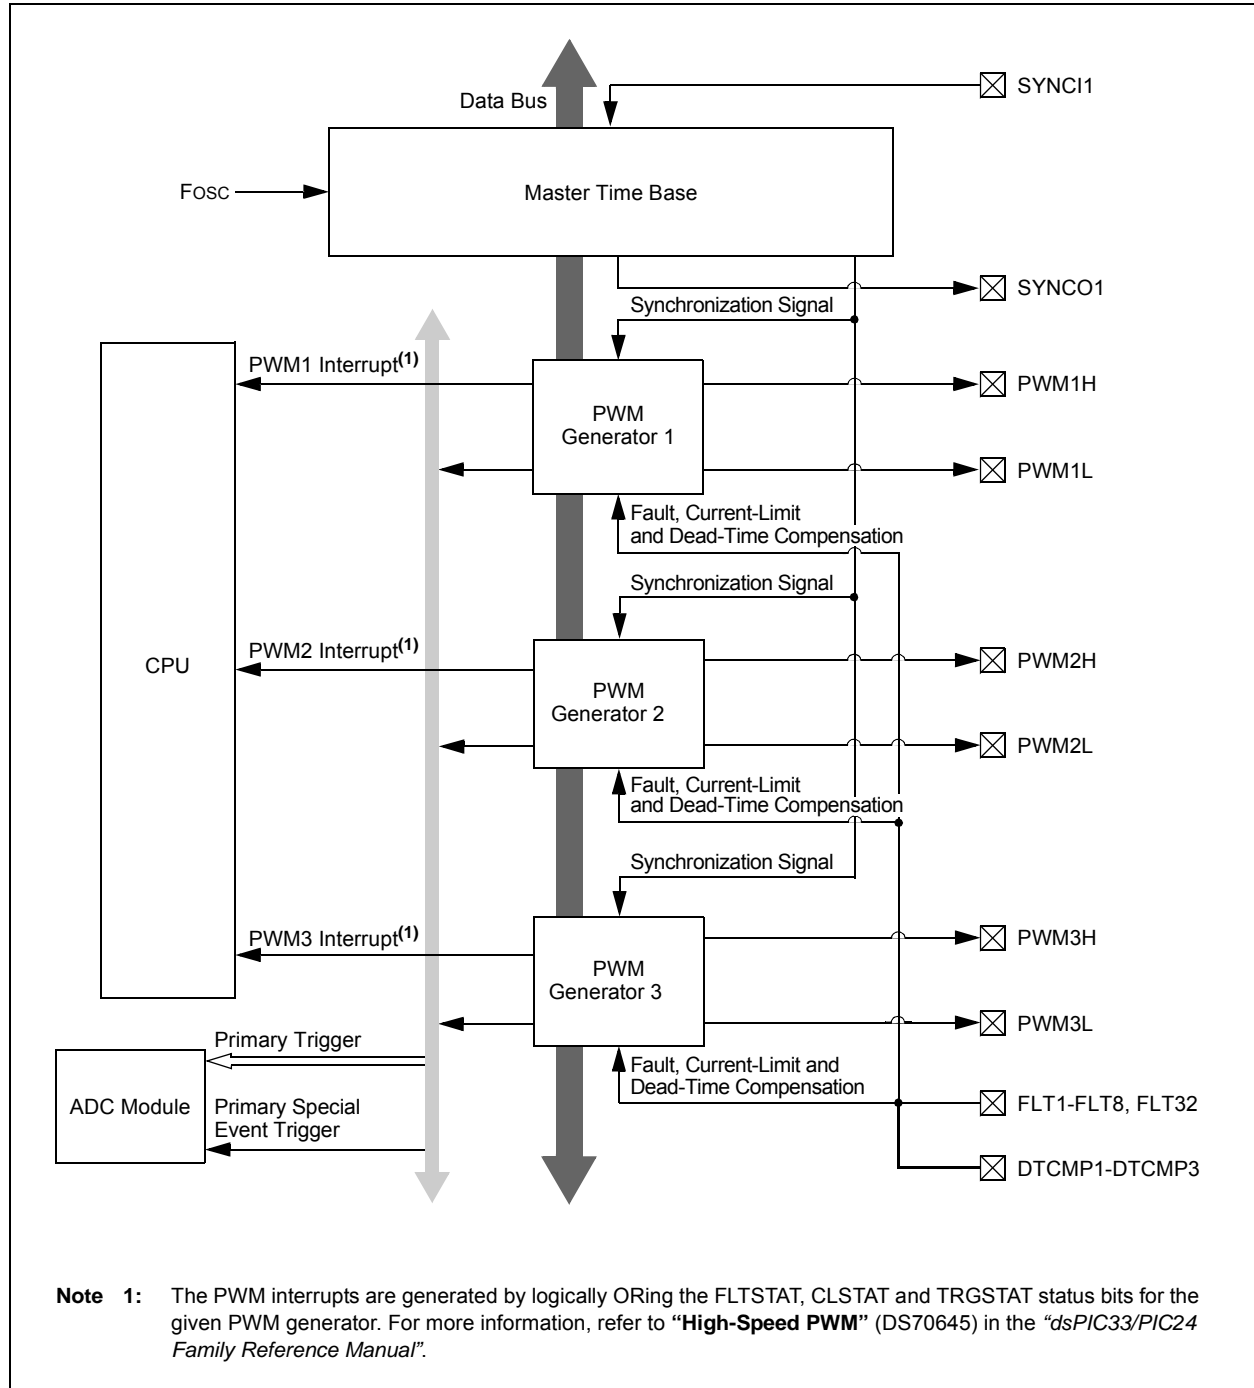 SYNCI1
Data Bus
Master Time Base
FOSC
SYNCO1
Synchronization Signal
PWM1 Interrupt(1)
PWM1H
PWM
Generator 1
PWM1L
Fault, Current-Limit
and Dead-Time Compensation
Synchronization Signal
CPU
PWM2 Interrupt(1)
PWM2H
PWM
Generator 2
PWM2L
Fault, Current-Limit
and Dead-Time Compensation
Synchronization Signal
PWM3 Interrupt(1)
PWM3H
PWM
Generator 3
PWM3L
Primary Trigger
Fault, Current-Limit and
Dead-Time Compensation
ADC Module
Primary Special
Event Trigger
FLT1-FLT8, FLT32
DTCMP1-DTCMP3
Note 1: The PWM interrupts are generated by logically ORing the FLTSTAT, CLSTAT and TRGSTAT status bits for the
given PWM generator. For more information, refer to “High-Speed PWM” (DS70645) in the “dsPIC33/PIC24
Family Reference Manual”.